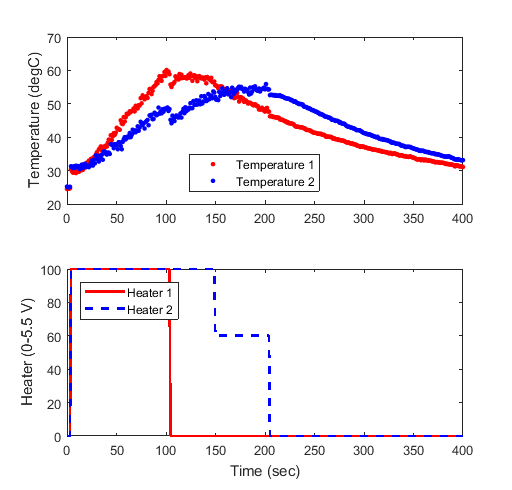 70
60
50
40
30
20
Temperature (degC)
Temperature 1
Temperature 2
0 50 100 150 200 250 300 350 400
100
80
60
40
20
0
Heater (0-5.5 V)
Heater 1
Heater 2
0 50 100 150 200 250 300 350 400
Time (sec)